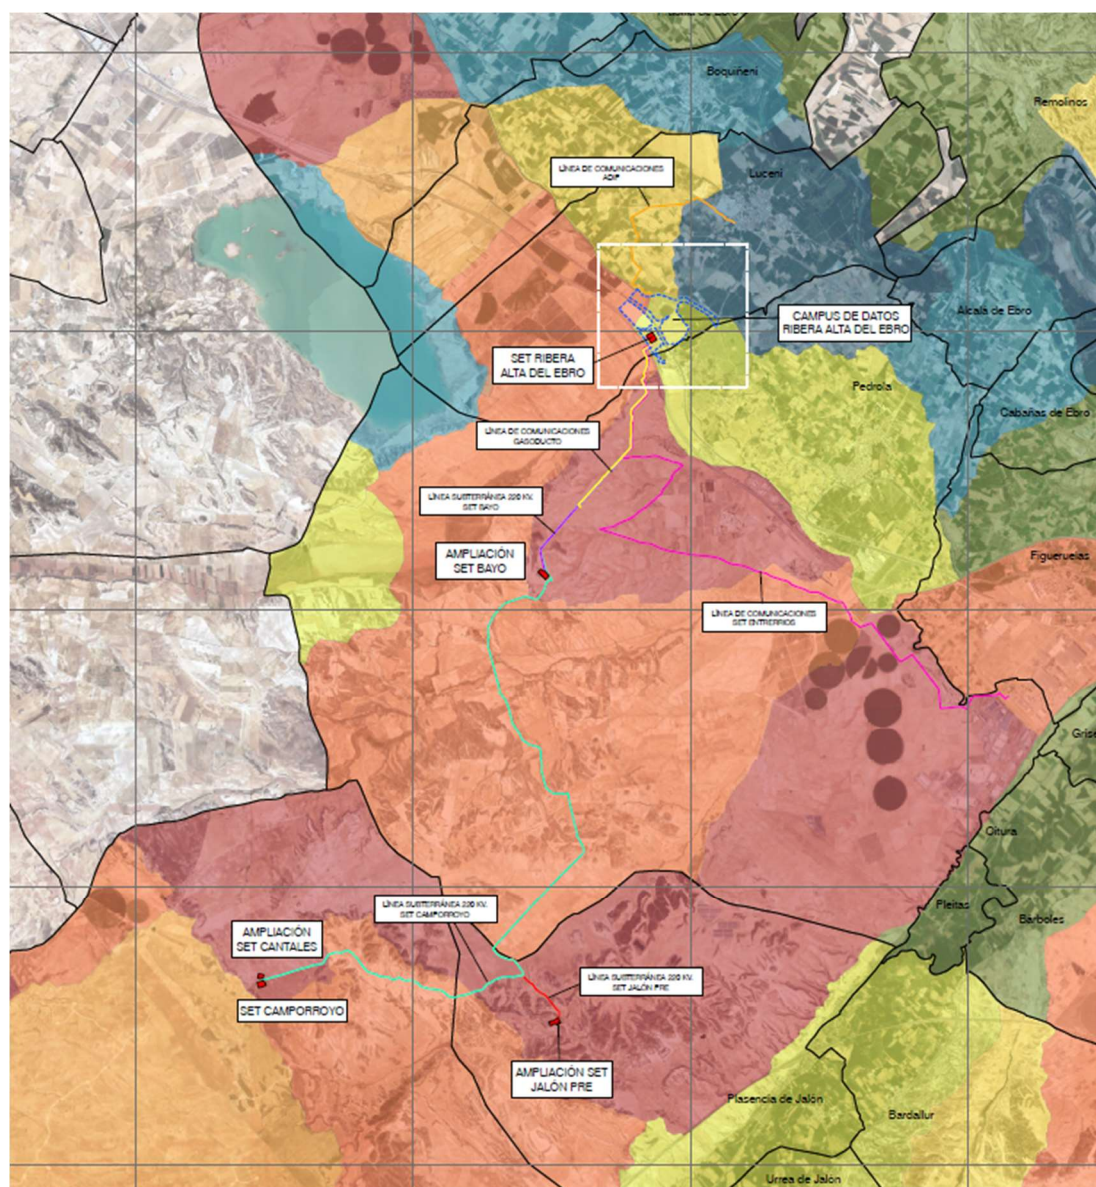 Boquiñeni
Remolinos
LÍNEA DE COMUNICACIONES
ADIF
Luceni
Alcalá de Ebro
CAMPUS DE DATOS
RIBERA ALTA DEL EBRO
SET RIBERA
ALTA DEL EBRO
Pedrola
Cabañas de Ebro
LÍNEA DE COMUNICACIONES
GASODUCTO
LÍNEA SUBTERRÁNEA 220 KV.
SET BAYO
AMPLIACIÓN
SET BAYO
Figueruelas
LÍNEA DE COMUNICACIONES
SET ENTRERRIOS
Oitura
Pleitas
Bárboles
LÍNEA SUBTERRÁNEA 220 KV.
SET CAMPORROYO
AMPLIACIÓN
SET CANTALES
LÍNEA SUBTERRÁNEA 220 KV.
SET JALÓN PRE
SET CAMPORROYO
AMPLIACIÓN SET
JALÓN PRE
Plasencia de Jalón
Bardallur
Urrea de Jalón